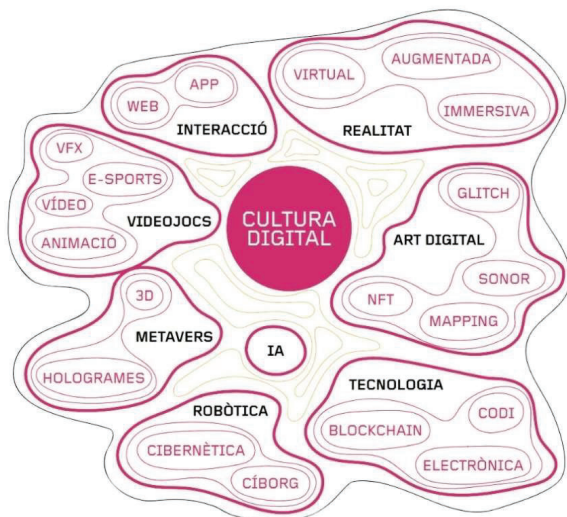 APP
WEB
INTERACCIÓ
VIRTUAL
AUGMENTADA
IMMERSIVA
REALITAT
VFX
E-SPORTS
VÍDEO
ANIMACIÓ
VIDEOJOCS
CULTURA
DIGITAL
GLITCH
ART DIGITAL
SONOR
NFT
MAPPING
3D
METAVERS
HOLOGRAMES
IA
TECNOLOGIA
CODI
BLOCKCHAIN
ELECTRÒNICA
ROBÒTICA
CIBERNÈTICA
CÍBORG